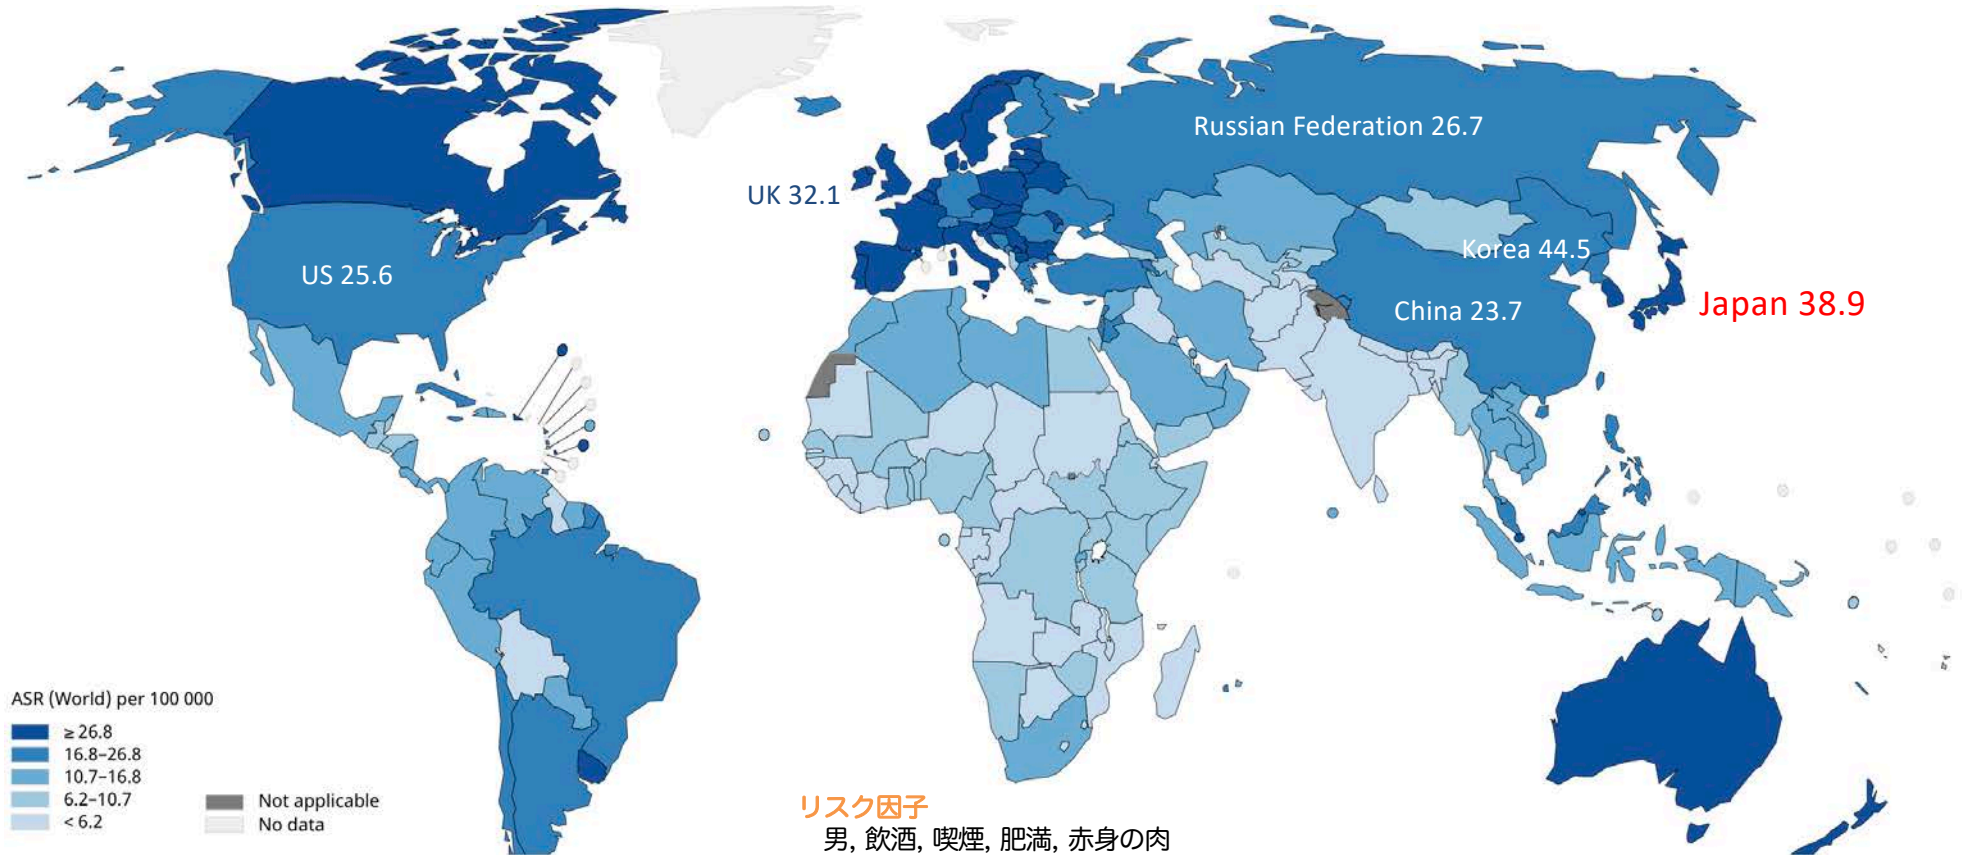 Russian Federation 26.7
UK 32.1
Korea 44.5
US 25.6
China 23.7
Japan 38.9
ASR (World) per 100 000
≥ 26.8
16.8–26.8
10.7–16.8
6.2–10.7
< 6.2
Not applicable
No data
リスク因子
男, 飲酒, 喫煙, 肥満, 赤身の肉